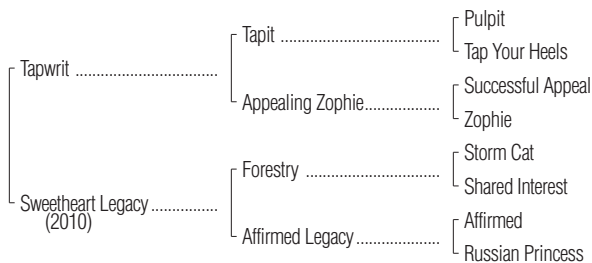 Pulpit
Tapit ........................................
Tap Your Heels
Tapwrit ....................................
Successful Appeal
Appealing Zophie...................
Zophie
Storm Cat
Forestry ..................................
Shared Interest
Sweetheart Legacy.................
(2010)
Affirmed
Affirmed Legacy.....................
Russian Princess